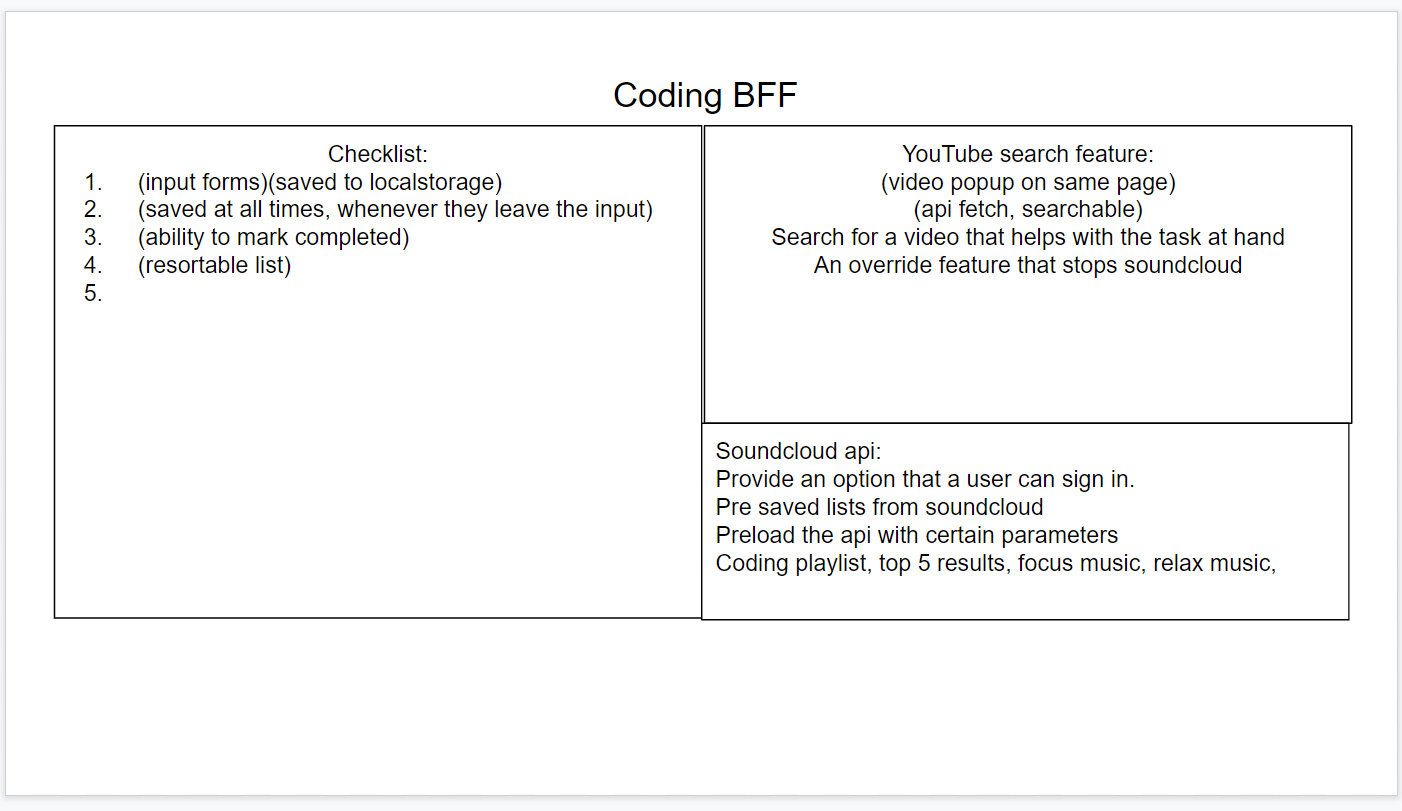 Coding BFF
Checklist:
1. (input forms)(saved to localstorage)
2. (saved at all times, whenever they leave the input)
3. (ability to mark completed)
4. (resortable list)
5.
YouTube search feature:
(video popup on same page)
(api fetch, searchable)
Search for a video that helps with the task at hand
An override feature that stops soundcloud
Soundcloud api:
Provide an option that a user can sign in.
Pre saved lists from soundcloud
Preload the api with certain parameters
Coding playlist, top 5 results, focus music, relax music,